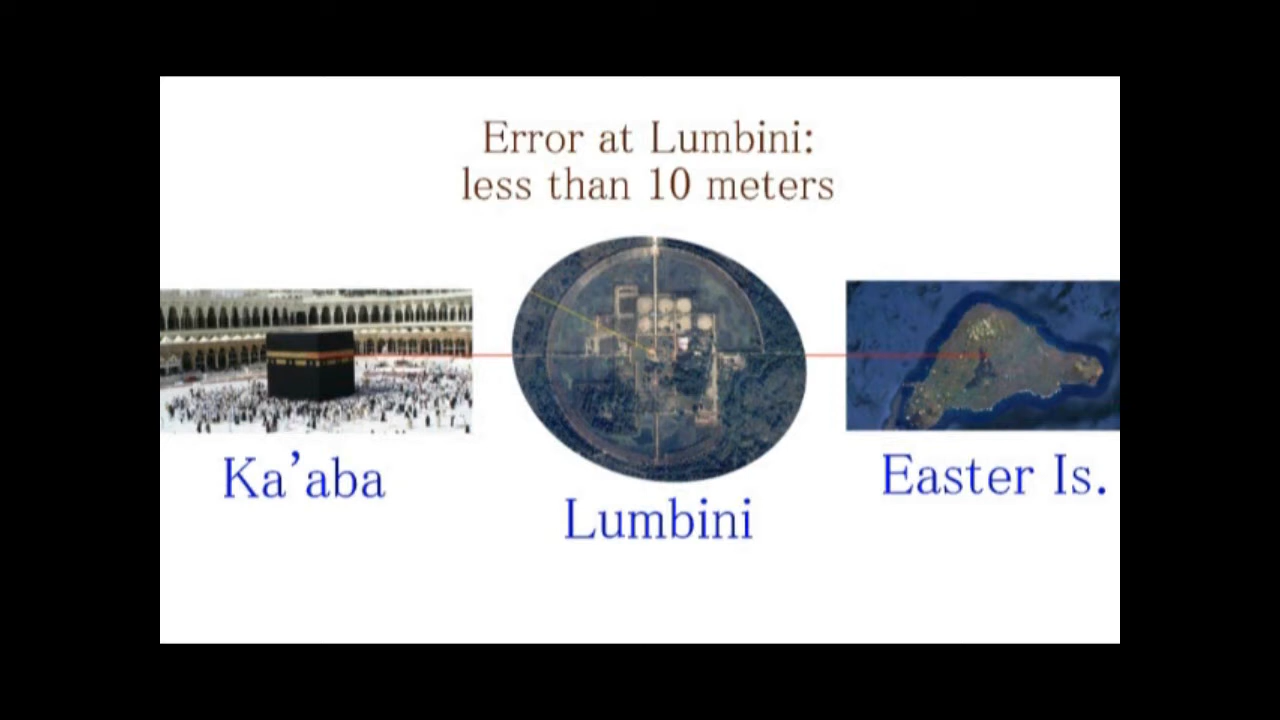 Error at Lumbini:
less than 10 meters
Ka’aba
Lumbini
Easter Is.